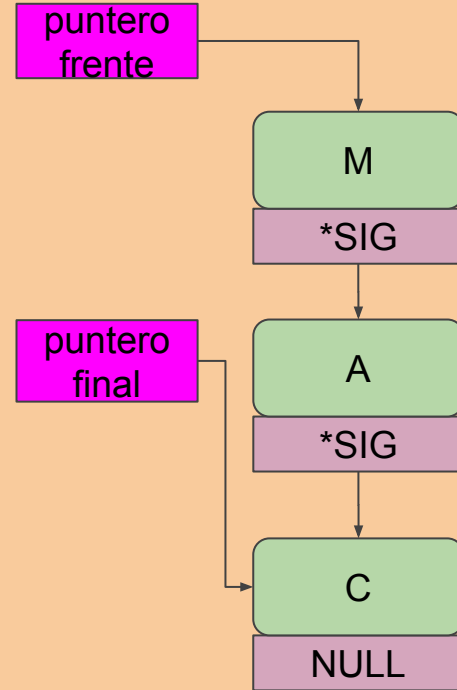 puntero
frente
M
*SIG
puntero
final
A
*SIG
C
NULL